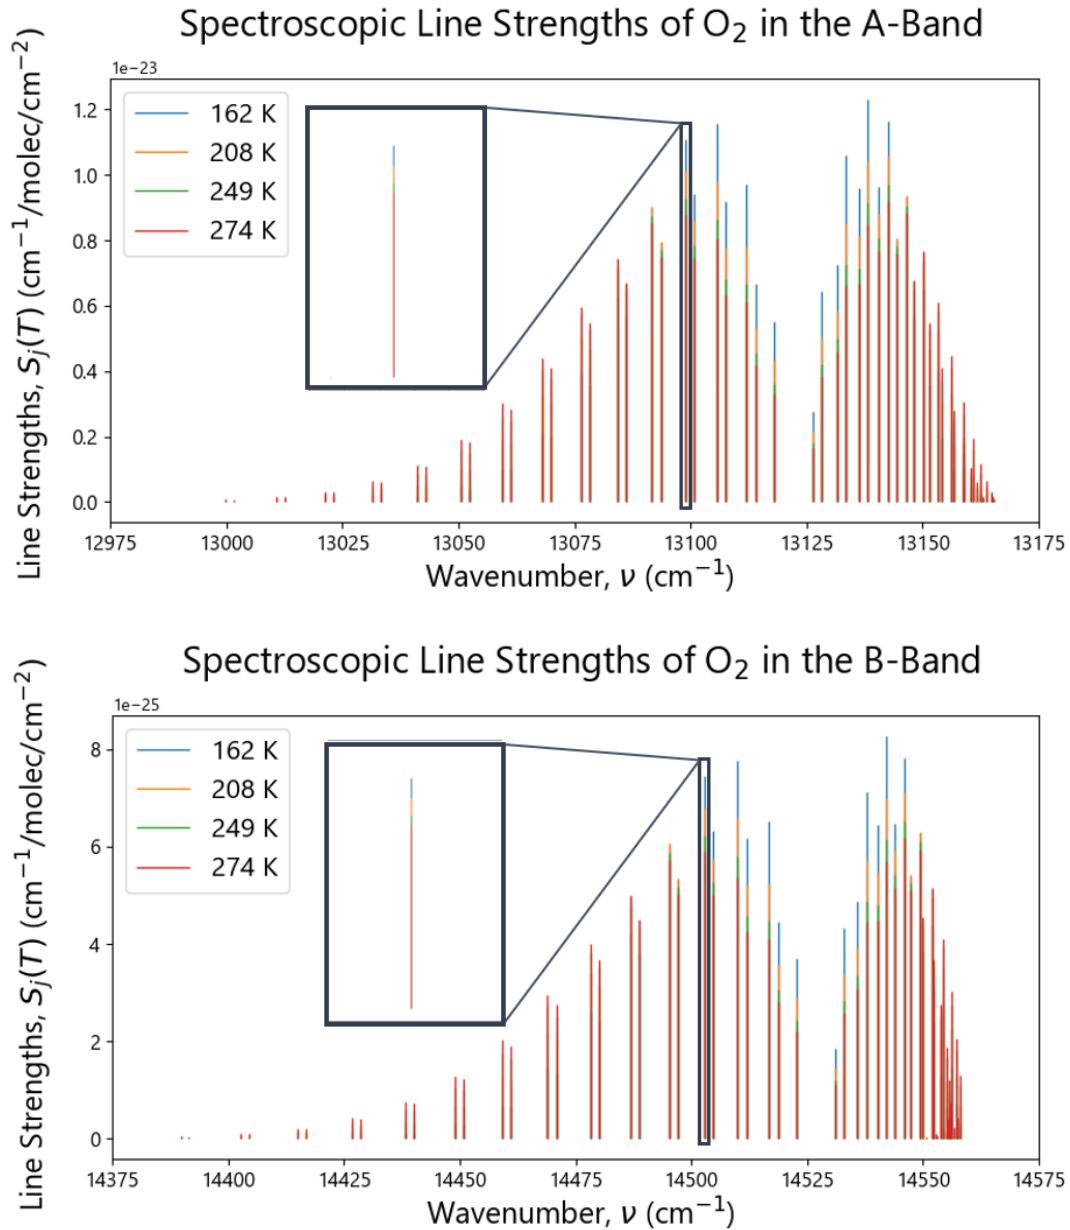 Spectroscopic Line Strengths of O₂ in the A-Band
1e−23
162 K
208 K
249 K
274 K
1.2
1.0
0.8
0.6
0.4
0.2
0.0
Line Strengths, Sⱼ(T) (cm⁻¹/molec/cm⁻²)
12975 13000 13025 13050 13075 13100 13125 13150 13175
Wavenumber, ν (cm⁻¹)
Spectroscopic Line Strengths of O₂ in the B-Band
1e−25
162 K
208 K
249 K
274 K
8
6
4
2
0
Line Strengths, Sⱼ(T) (cm⁻¹/molec/cm⁻²)
14375 14400 14425 14450 14475 14500 14525 14550 14575
Wavenumber, ν (cm⁻¹)